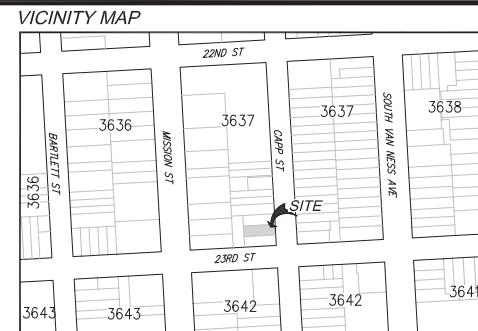 VICINITY MAP
22ND ST
3636
3637
3637
3638
BARTLETT ST
MISSION ST
CAPP ST
SOUTH VAN NESS AVE
3636
SITE
23RD ST
3643
3643
3642
3642
3641